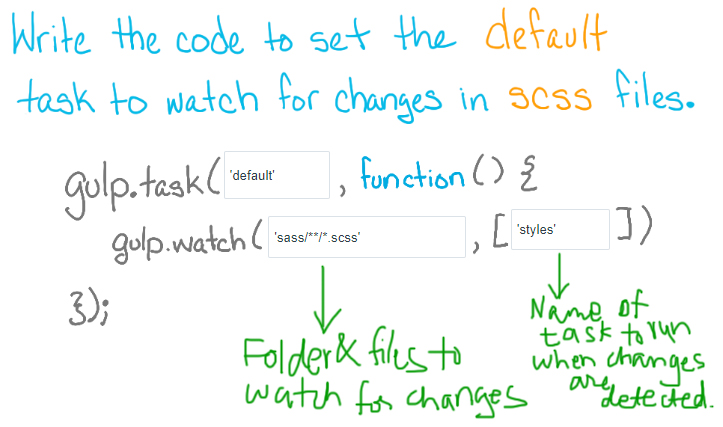 Write the code to set the default
task to watch for changes in scss files.
gulp.task( 'default' , function() {
gulp.watch( 'sass/**/*.scss' , [ 'styles' ])
});
Folder & files to
watch for changes
Name of
task to run
when changes
are detected.